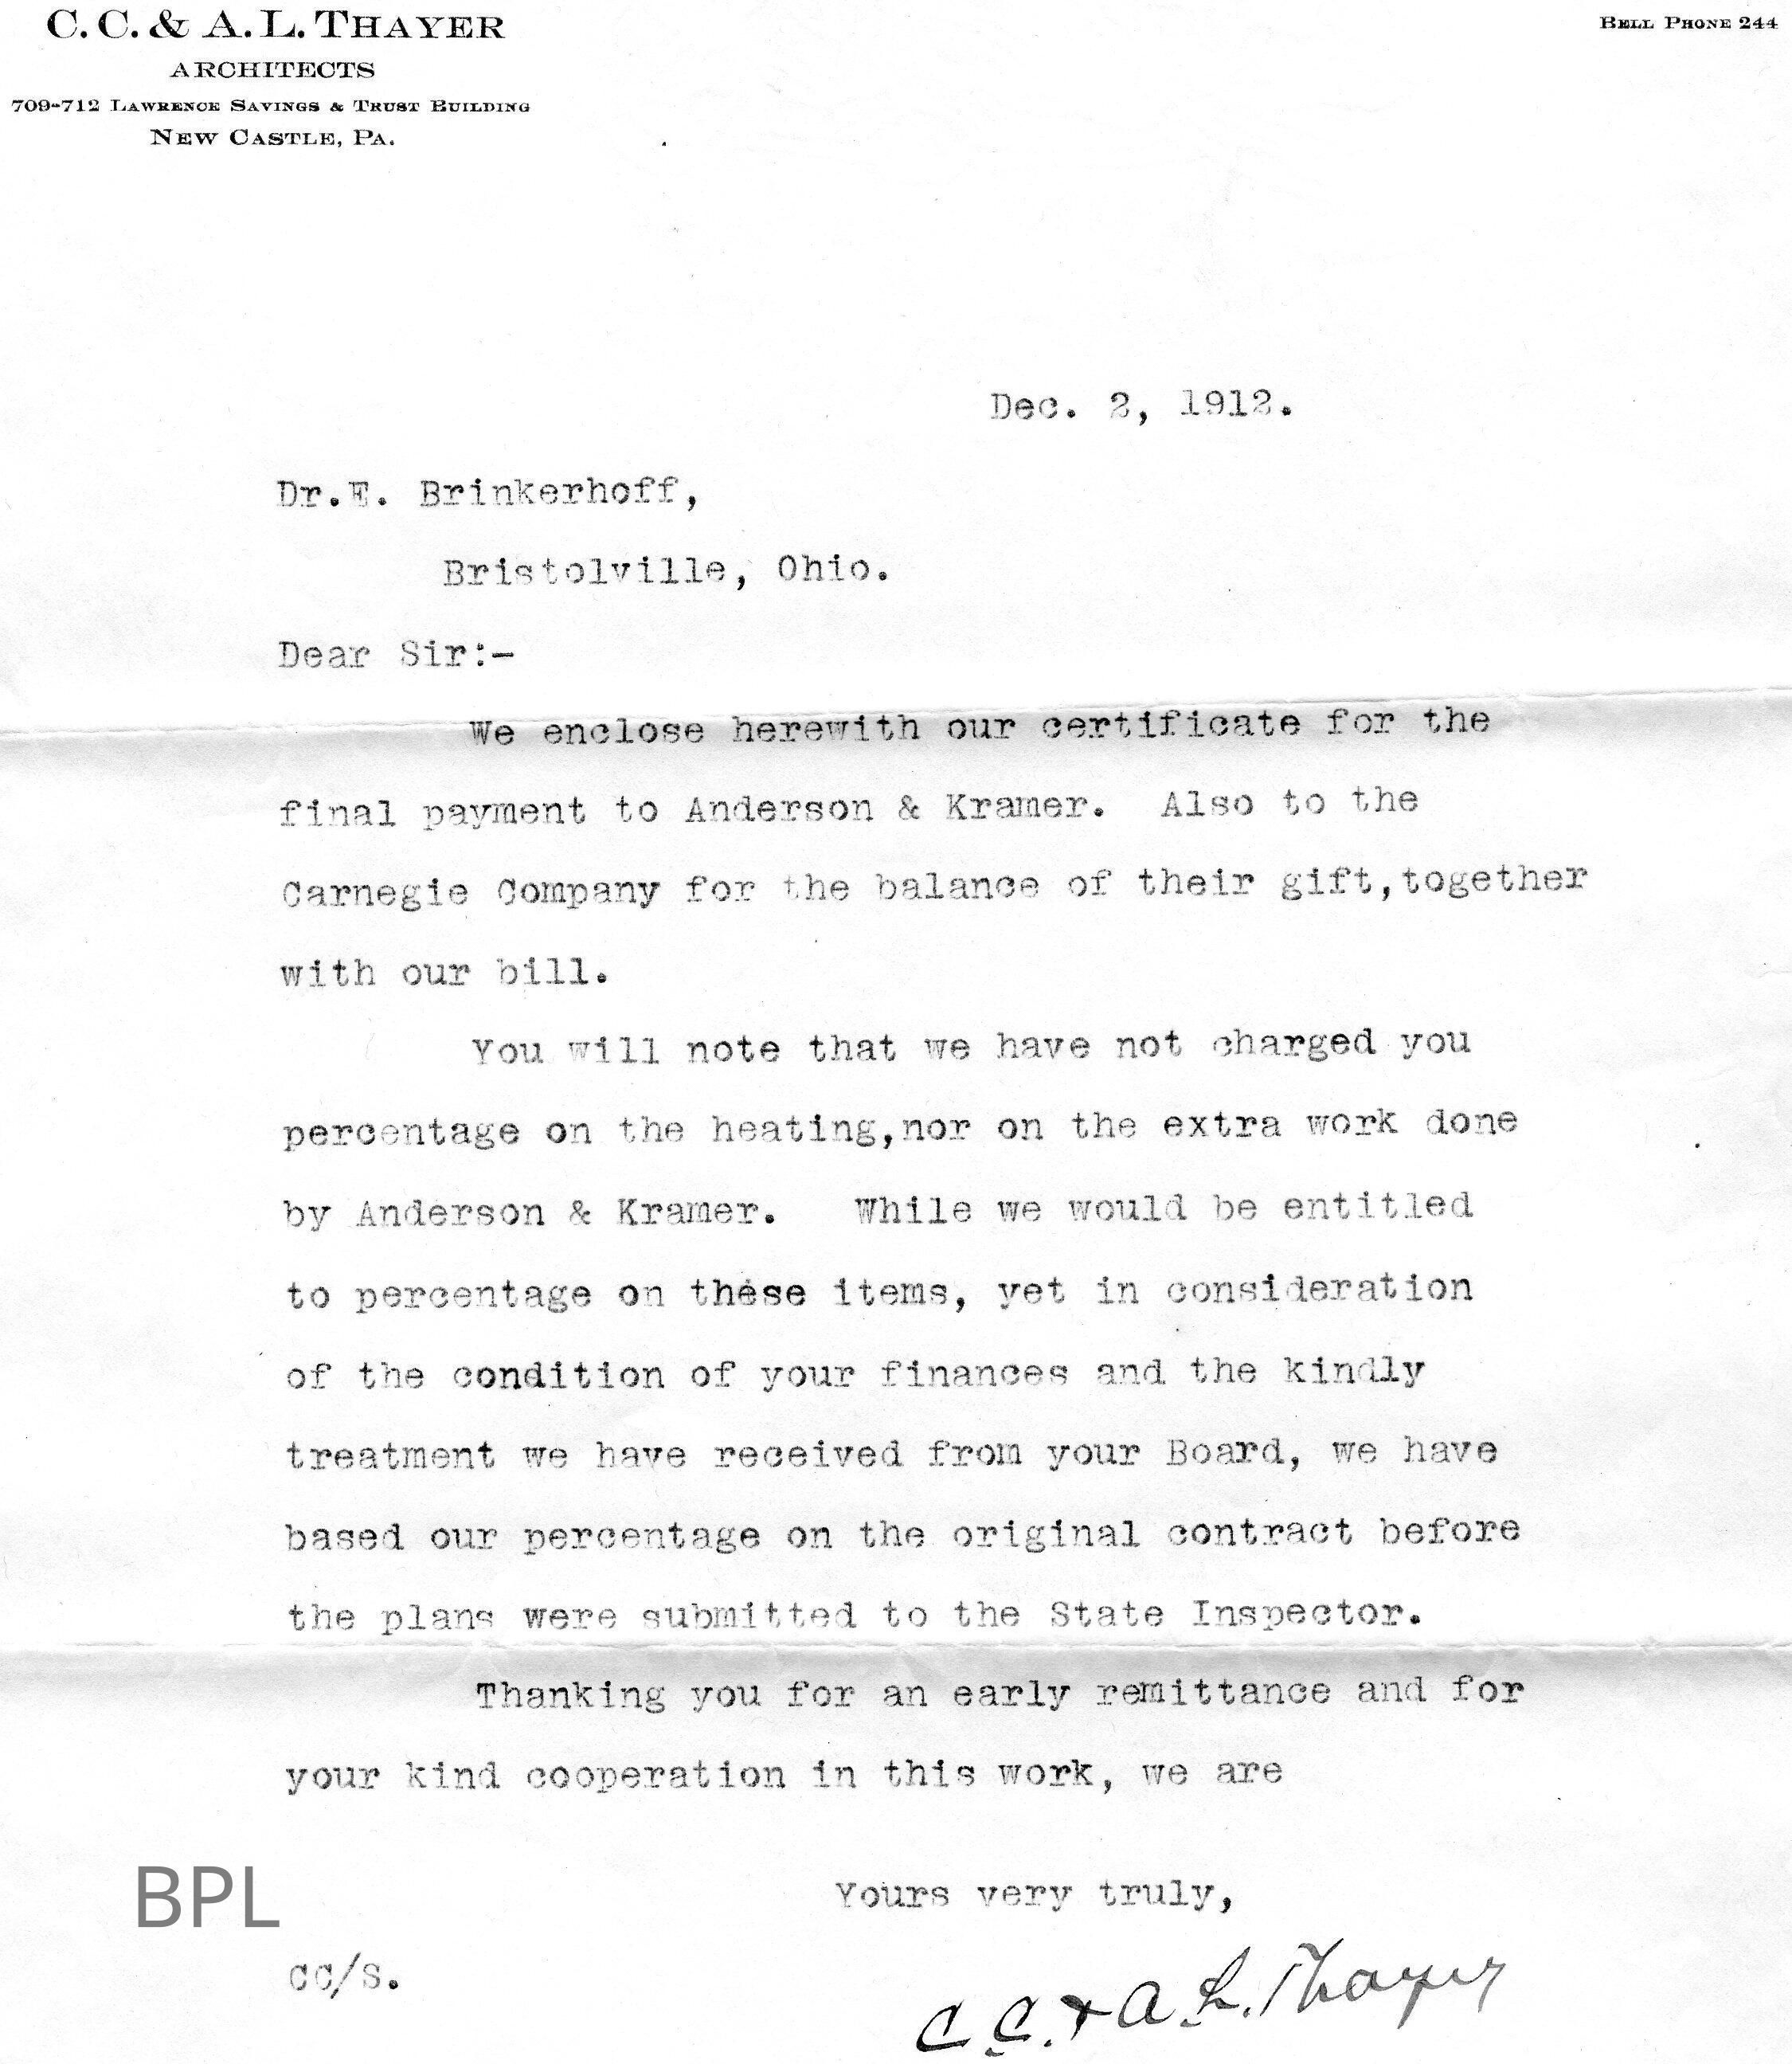 C. C. & A. L. THAYER
ARCHITECTS
709-712 LAWRENCE SAVINGS & TRUST BUILDING
NEW CASTLE, PA.
BELL PHONE 244
Dec. 2, 1912.
Dr.E. Brinkerhoff,
Bristolville, Ohio.
Dear Sir:-
We enclose herewith our certificate for the
final payment to Anderson & Kramer. Also to the
Carnegie Company for the balance of their gift,together
with our bill.
You will note that we have not charged you
percentage on the heating,nor on the extra work done
by Anderson & Kramer. While we would be entitled
to percentage on these items, yet in consideration
of the condition of your finances and the kindly
treatment we have received from your Board, we have
based our percentage on the original contract before
the plans were submitted to the State Inspector.
Thanking you for an early remittance and for
your kind cooperation in this work, we are
Yours very truly,
BPL
CC/S.
C. C. & A. L. Thayer